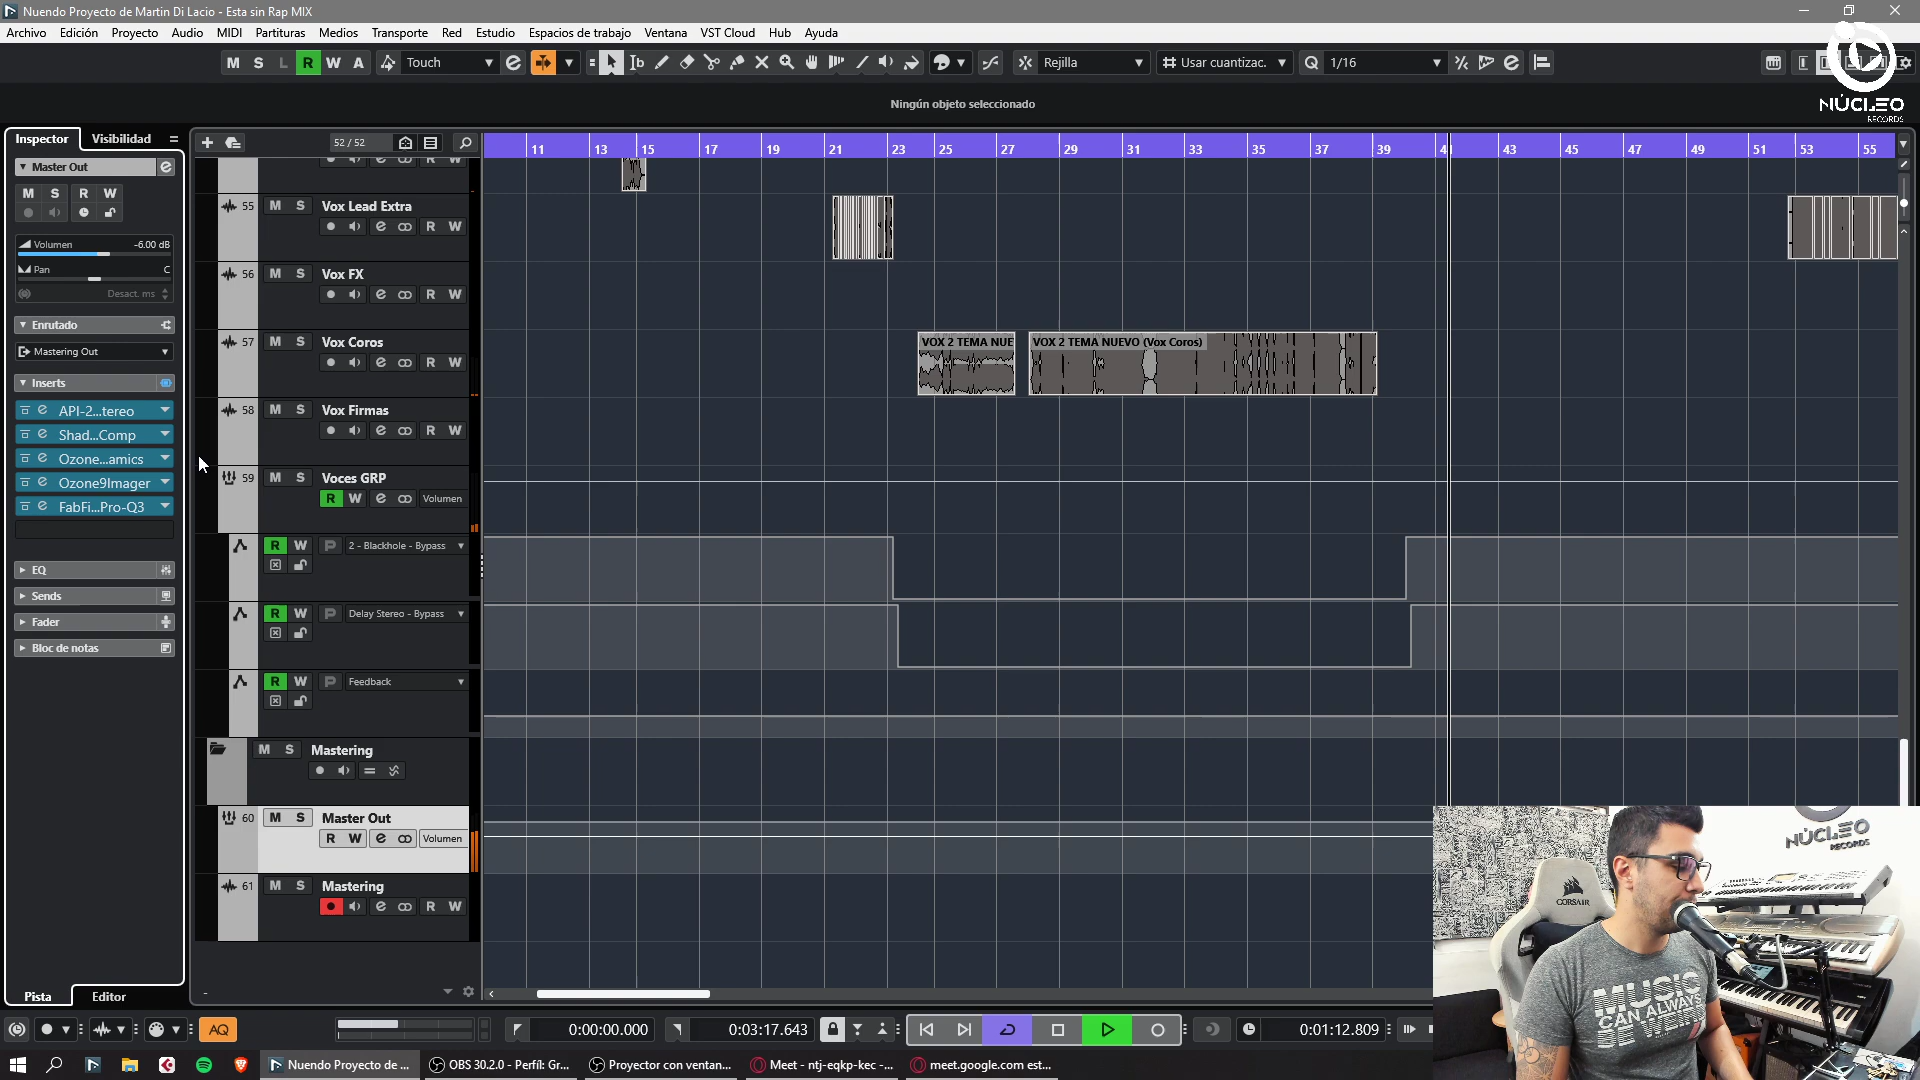 Nuendo Proyecto de Martin Di Lacio - Esta sin Rap MIX
Archivo Edición Proyecto Audio MIDI Partituras Medios Transporte Red Estudio Espacios de trabajo Ventana VST Cloud Hub Ayuda
M S L R W A Touch Rejilla Usar cuantizac. Q 1/16
NÚCLEO
RECORDS
Ningún objeto seleccionado
Inspector Visibilidad 52 / 52
11 13 15 17 19 21 23 25 27 29 31 33 35 37 39 4 43 45 47 49 51 53 55
Master Out
M S R W
Volumen -6.00 dB
Pan C
Desact. ms
Enrutado
Mastering Out
Inserts
API-2...tereo
Shad...Comp
Ozone...amics
Ozone9Imager
FabFi...Pro-Q3
EQ
Sends
Fader
Bloc de notas
55 M S Vox Lead Extra
R W
56 M S Vox FX
R W
57 M S Vox Coros
R W
VOX 2 TEMA NUE
VOX 2 TEMA NUEVO (Vox Coros)
58 M S Vox Firmas
R W
59 M S Voces GRP
R W Volumen
R W P 2 - Blackhole - Bypass
R W P Delay Stereo - Bypass
R W P Feedback
M S Mastering
60 M S Master Out
R W Volumen
61 M S Mastering
R W
NÚCLEO
RECORDS
CORSAIR
MUSIC
CAN ALWAYS
Pista Editor
AQ 0:00:00.000 0:03:17.643 0:01:12.809
Nuendo Proyecto de ... OBS 30.2.0 - Perfil: Gr... Proyector con ventan... Meet - ntj-eqkp-kec -... meet.google.com est...